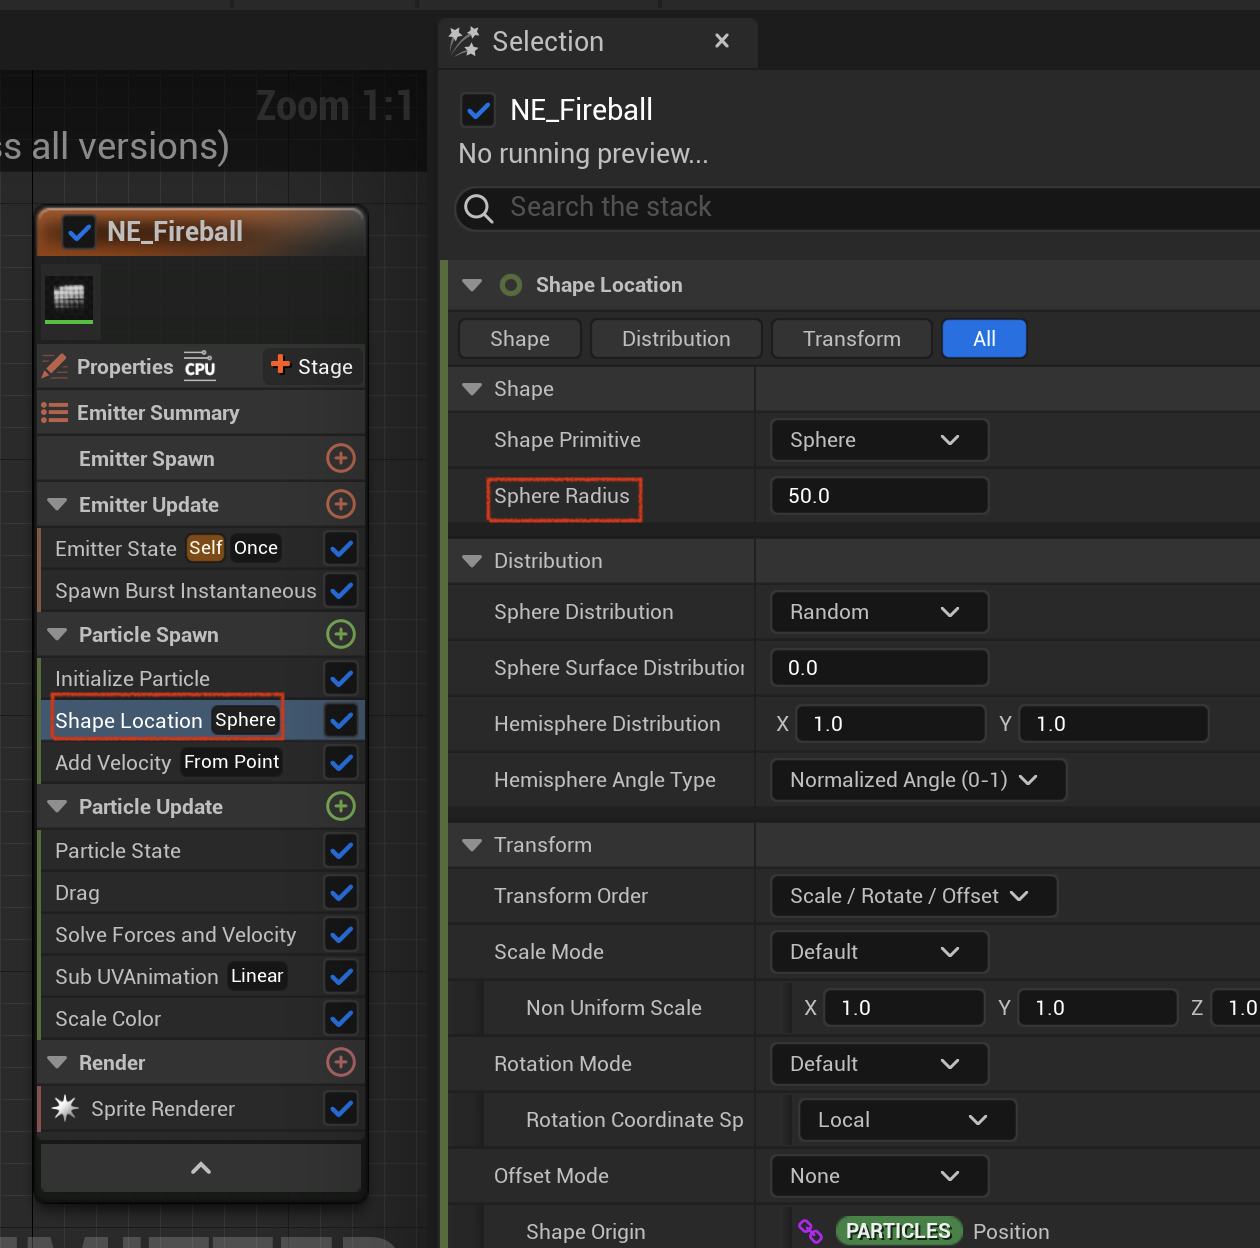 Zoom 1:1
ss all versions)
NE_Fireball
Properties CPU + Stage
Emitter Summary
Emitter Spawn
Emitter Update
Emitter State Self Once
Spawn Burst Instantaneous
Particle Spawn
Initialize Particle
Shape Location Sphere
Add Velocity From Point
Particle Update
Particle State
Drag
Solve Forces and Velocity
Sub UVAnimation Linear
Scale Color
Render
Sprite Renderer
Selection
NE_Fireball
No running preview...
Search the stack
Shape Location
Shape Distribution Transform All
Shape
Shape Primitive Sphere
Sphere Radius 50.0
Distribution
Sphere Distribution Random
Sphere Surface Distribution 0.0
Hemisphere Distribution X 1.0 Y 1.0
Hemisphere Angle Type Normalized Angle (0-1)
Transform
Transform Order Scale / Rotate / Offset
Scale Mode Default
Non Uniform Scale X 1.0 Y 1.0 Z 1.0
Rotation Mode Default
Rotation Coordinate Sp Local
Offset Mode None
Shape Origin PARTICLES Position